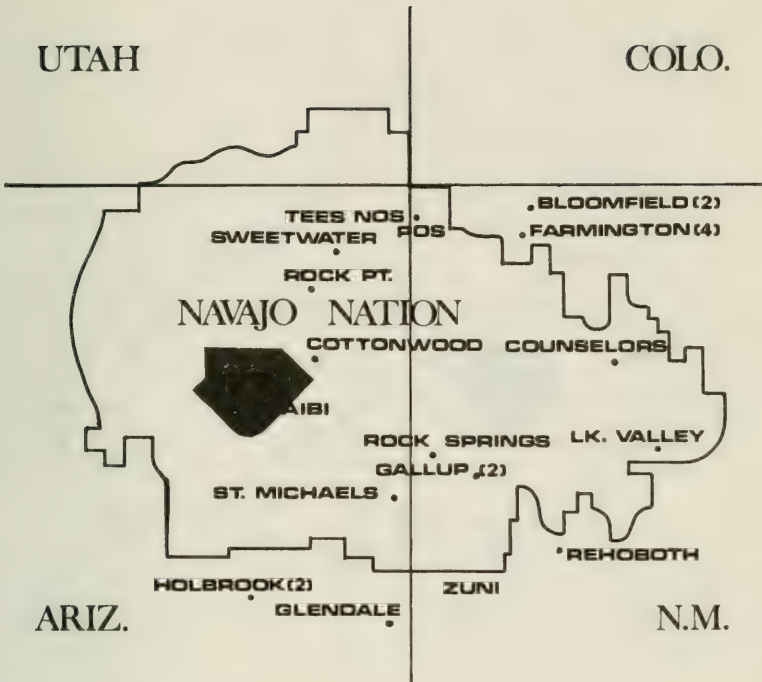 UTAH
COLO.
BLOOMFIELD (2)
TEES NOS
POS
FARMINGTON (4)
SWEETWATER
ROCK PT.
NAVAJO NATION
COTTONWOOD
COUNSELORS
AIBI
ROCK SPRINGS
LK. VALLEY
GALLUP (2)
ST. MICHAELS
REHOBOTH
HOLBROOK (2)
ZUNI
GLENDALE
ARIZ.
N.M.